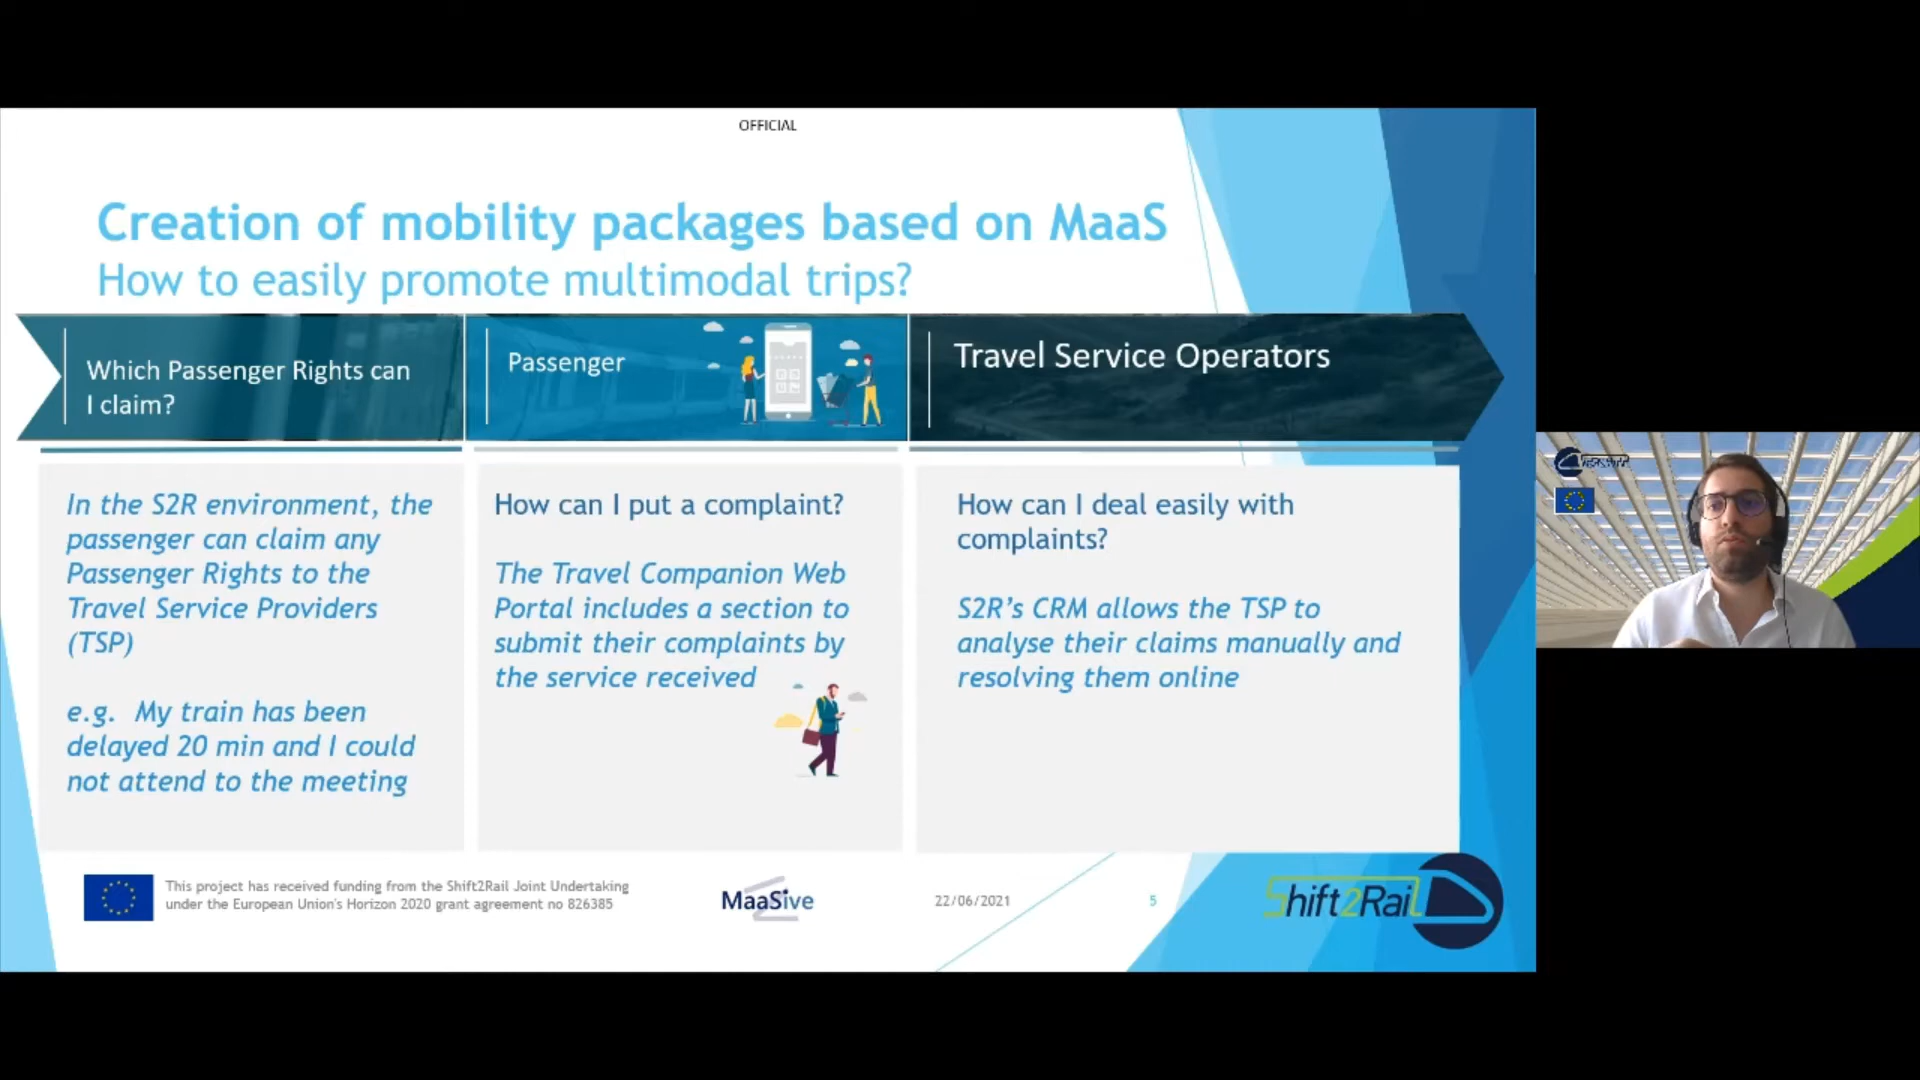 OFFICIAL
Creation of mobility packages based on MaaS
How to easily promote multimodal trips?
Which Passenger Rights can
I claim?
Passenger
Travel Service Operators
In the S2R environment, the
passenger can claim any
Passenger Rights to the
Travel Service Providers
(TSP)
e.g. My train has been
delayed 20 min and I could
not attend to the meeting
How can I put a complaint?
The Travel Companion Web
Portal includes a section to
submit their complaints by
the service received
How can I deal easily with
complaints?
S2R's CRM allows the TSP to
analyse their claims manually and
resolving them online
This project has received funding from the Shift2Rail Joint Undertaking
under the European Union's Horizon 2020 grant agreement no 826385
MaaSive
22/06/2021
5
Shift2Rail